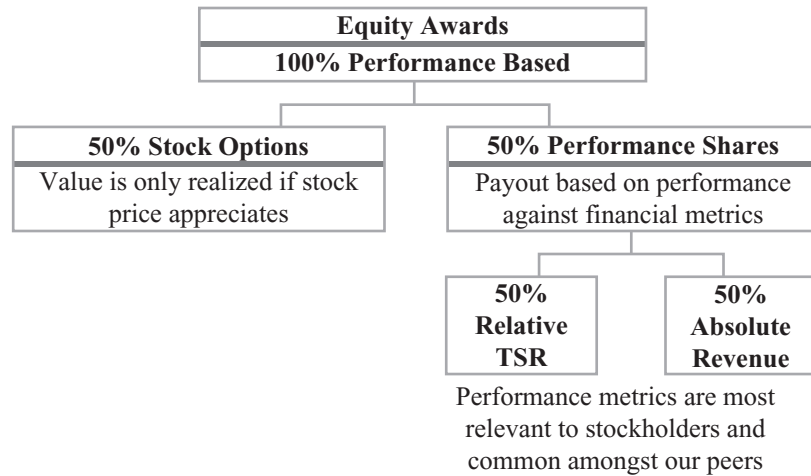 Equity Awards
100% Performance Based
50% Stock Options
Value is only realized if stock
price appreciates
50% Performance Shares
Payout based on performance
against financial metrics
50%
Relative
TSR
50%
Absolute
Revenue
Performance metrics are most
relevant to stockholders and
common amongst our peers